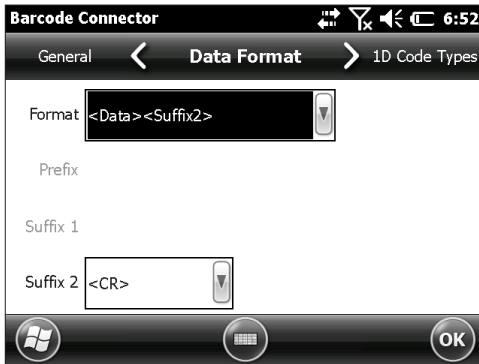 Barcode Connector 6:52
General Data Format 1D Code Types
Format <Data><Suffix2>
Prefix
Suffix 1
Suffix 2 <CR>
OK